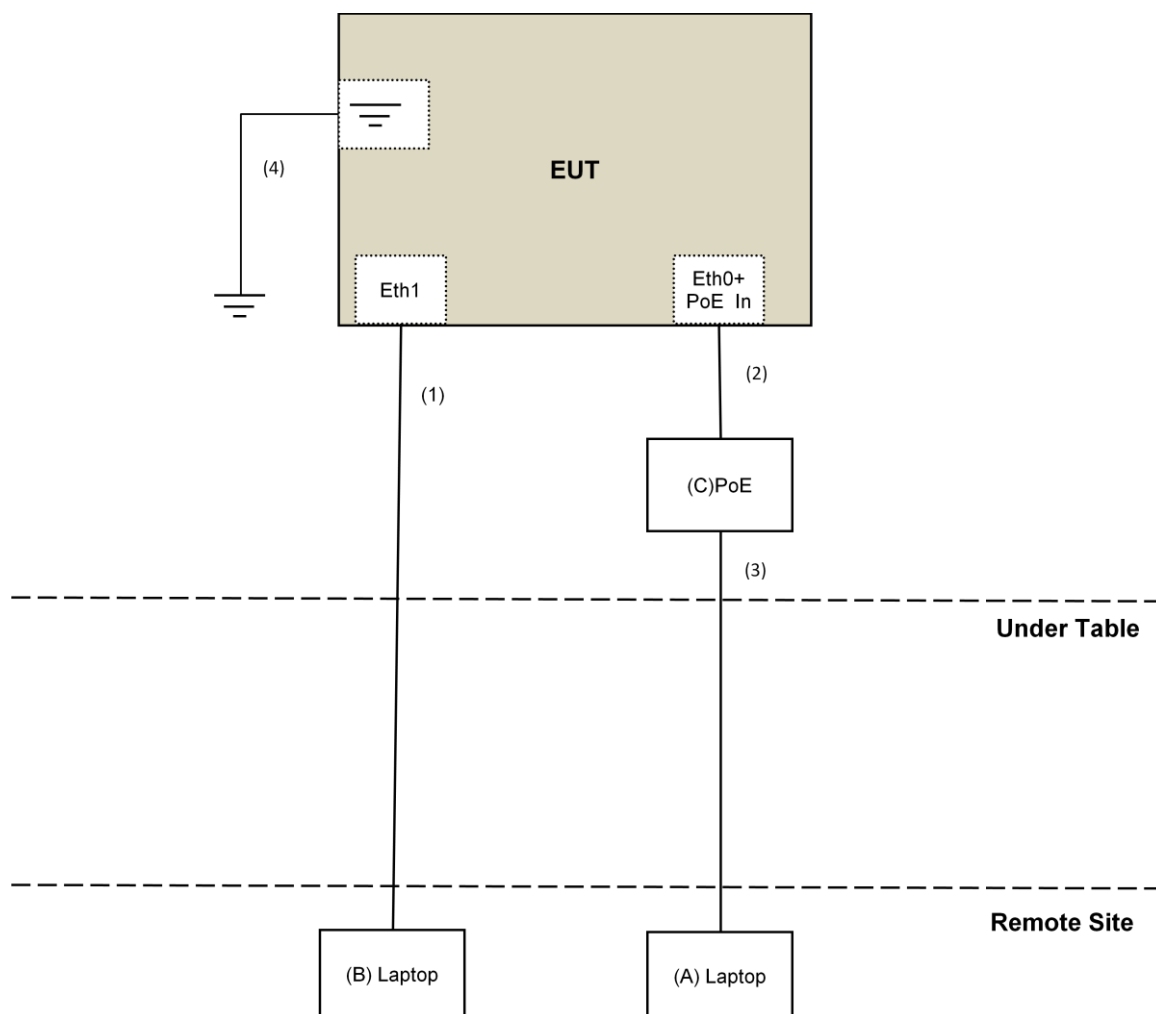 EUT
(4)
Eth1
Eth0+
PoE In
(1)
(2)
(C)PoE
(3)
Under Table
Remote Site
(B) Laptop
(A) Laptop